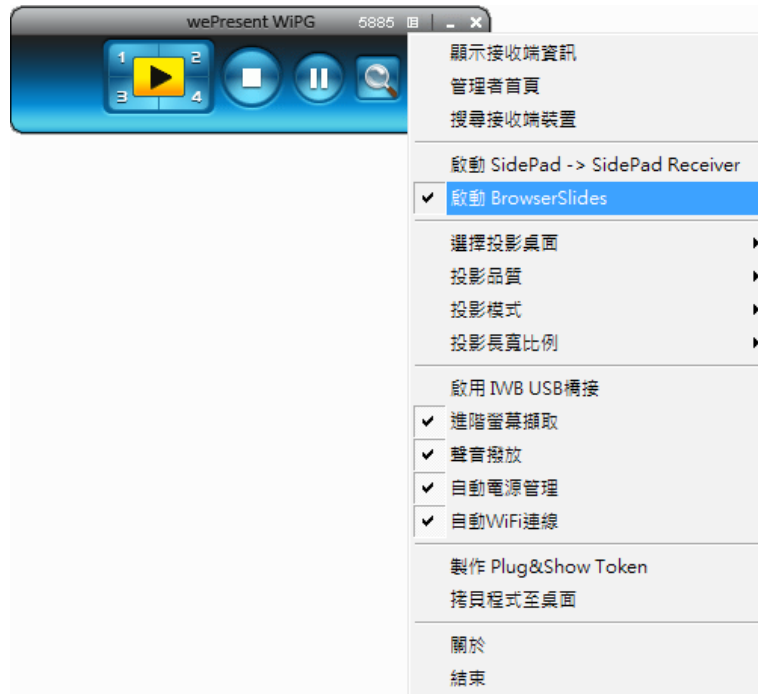 wePresent WiPG 5885
1 2
3 4
顯示接收端資訊
管理者首頁
搜尋接收端裝置
啟動 SidePad -> SidePad Receiver
啟動 BrowserSlides
選擇投影桌面
投影品質
投影模式
投影長寬比例
啟用 IWB USB橋接
進階螢幕擷取
聲音撥放
自動電源管理
自動WiFi連線
製作 Plug&Show Token
拷貝程式至桌面
關於
結束